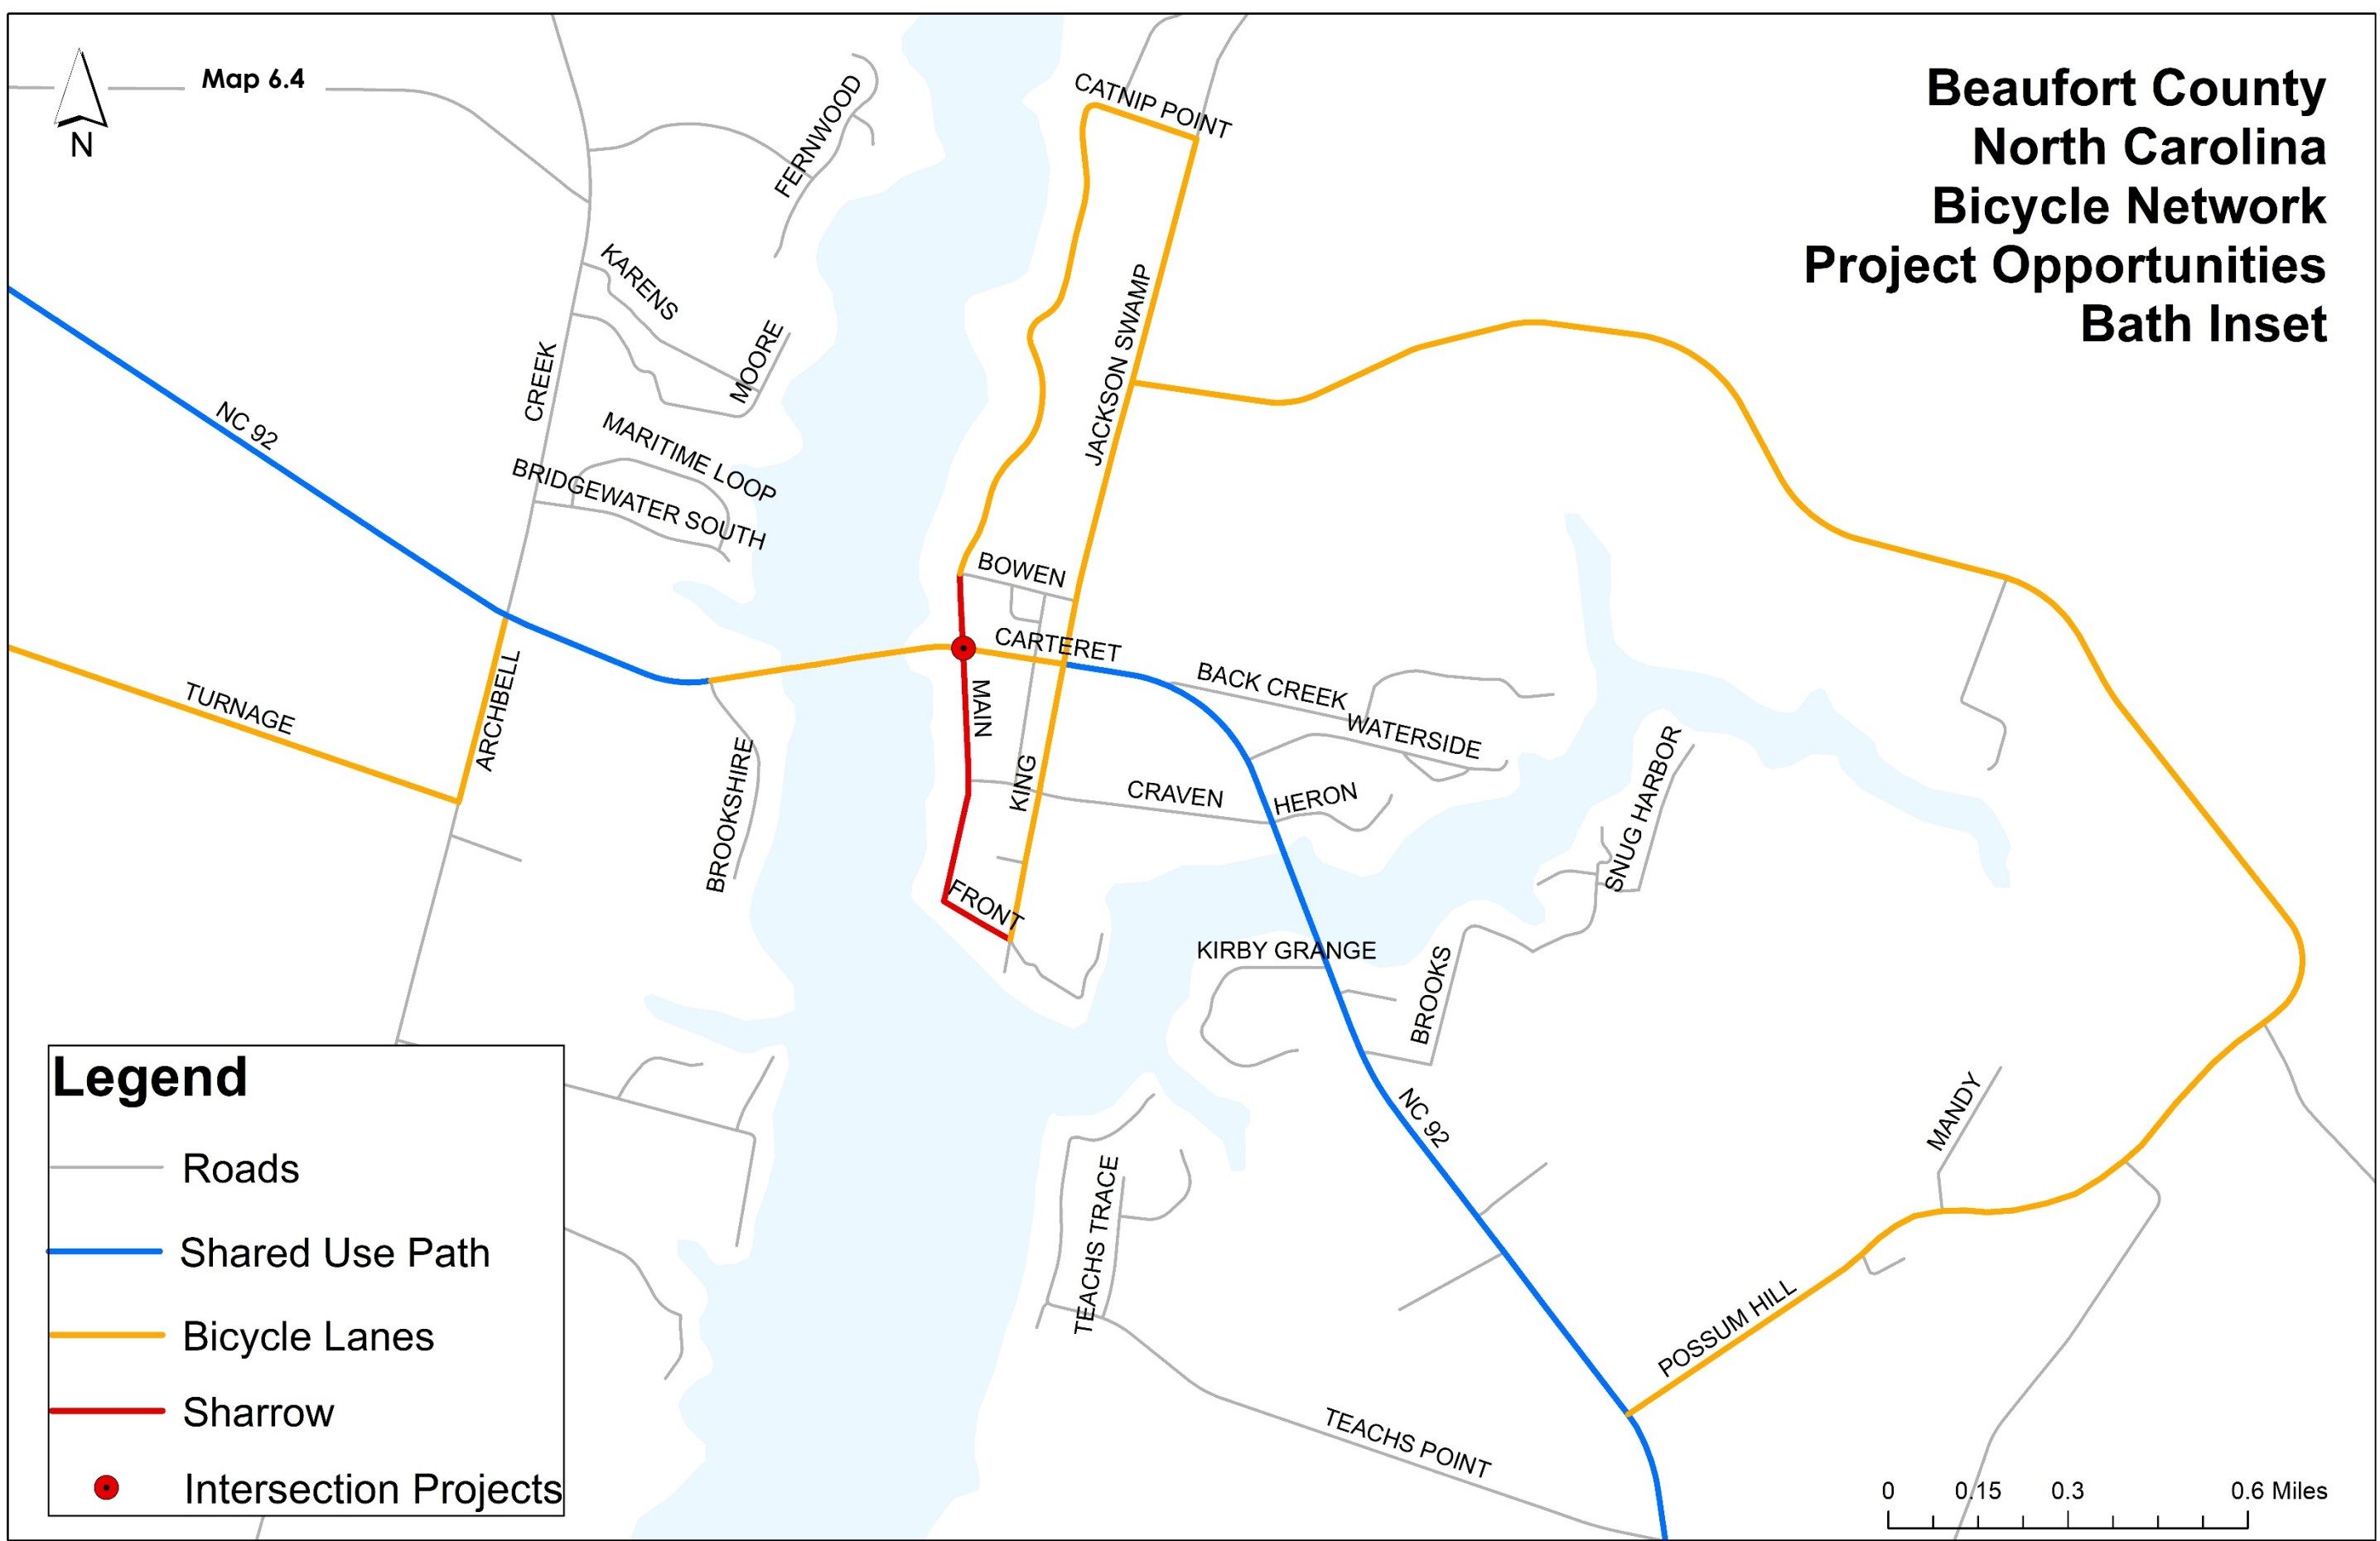 Map 6.4
N
Beaufort County
North Carolina
Bicycle Network
Project Opportunities
Bath Inset
CATNIP POINT
FERNWOOD
KARENS
MOORE
CREEK
JACKSON SWAMP
NC 92
MARITIME LOOP
BRIDGEWATER SOUTH
BOWEN
CARTERET
BACK CREEK
WATERSIDE
TURNAGE
ARCHBELL
MAIN
KING
BROOKSHIRE
CRAVEN
HERON
SNUG HARBOR
FRONT
KIRBY GRANGE
BROOKS
NC 92
MANDY
TEACHS TRACE
POSSUM HILL
TEACHS POINT
Legend
Roads
Shared Use Path
Bicycle Lanes
Sharrow
Intersection Projects
0 0.15 0.3 0.6 Miles